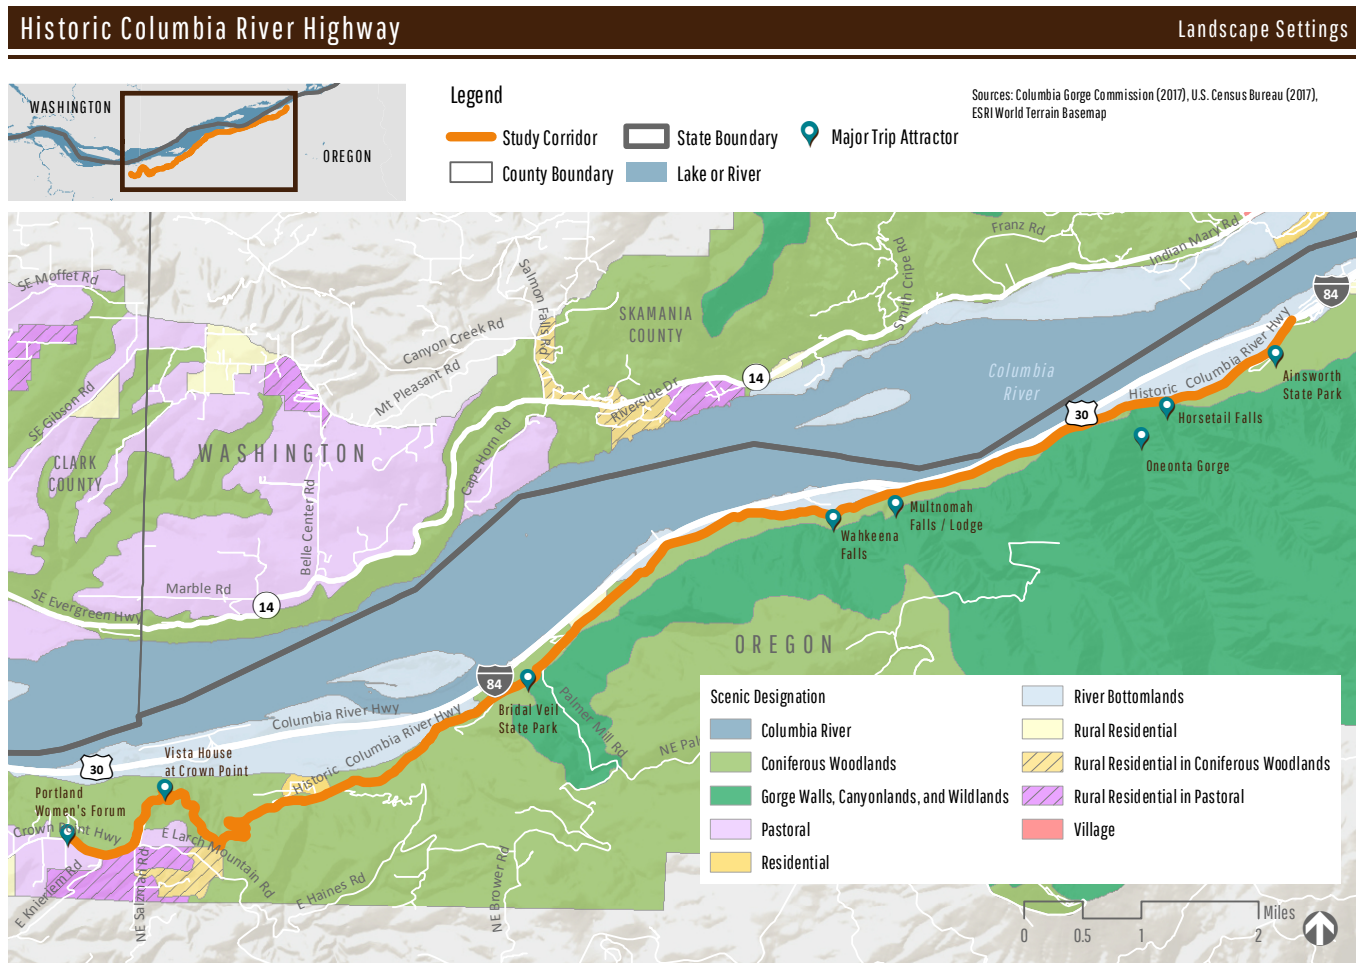 Historic Columbia River Highway
Landscape Settings
WASHINGTON
OREGON
Legend
Study Corridor
State Boundary
Major Trip Attractor
County Boundary
Lake or River
Sources: Columbia Gorge Commission (2017), U.S. Census Bureau (2017),
ESRI World Terrain Basemap
SE Moffet Rd
Salmon Falls Rd
SKAMANIA
COUNTY
Smith Cripe Rd
Franz Rd
Indian Mary Rd
84
Canyon Creek Rd
Mt Pleasant Rd
14
Columbia
River
Historic Columbia River Hwy
Ainsworth
State Park
SE Gibson Rd
Riverside Dr
30
Horsetail Falls
WASHINGTON
CLARK
COUNTY
Cape Horn Rd
Oneonta Gorge
Belle Center Rd
Multnomah
Falls / Lodge
Wahkeena
Falls
Marble Rd
SE Evergreen Hwy
14
OREGON
84
Bridal Veil
State Park
Palmer Mill Rd
NE Pal
Columbia River Hwy
Historic Columbia River Hwy
30
Vista House
at Crown Point
Portland
Women's Forum
Crown Point Hwy
E Larch Mountain Rd
E Knieriem Rd
NE Salzman Rd
E Haines Rd
NE Brower Rd
Scenic Designation
Columbia River
Coniferous Woodlands
Gorge Walls, Canyonlands, and Wildlands
Pastoral
Residential
River Bottomlands
Rural Residential
Rural Residential in Coniferous Woodlands
Rural Residential in Pastoral
Village
Miles
0 0.5 1 2